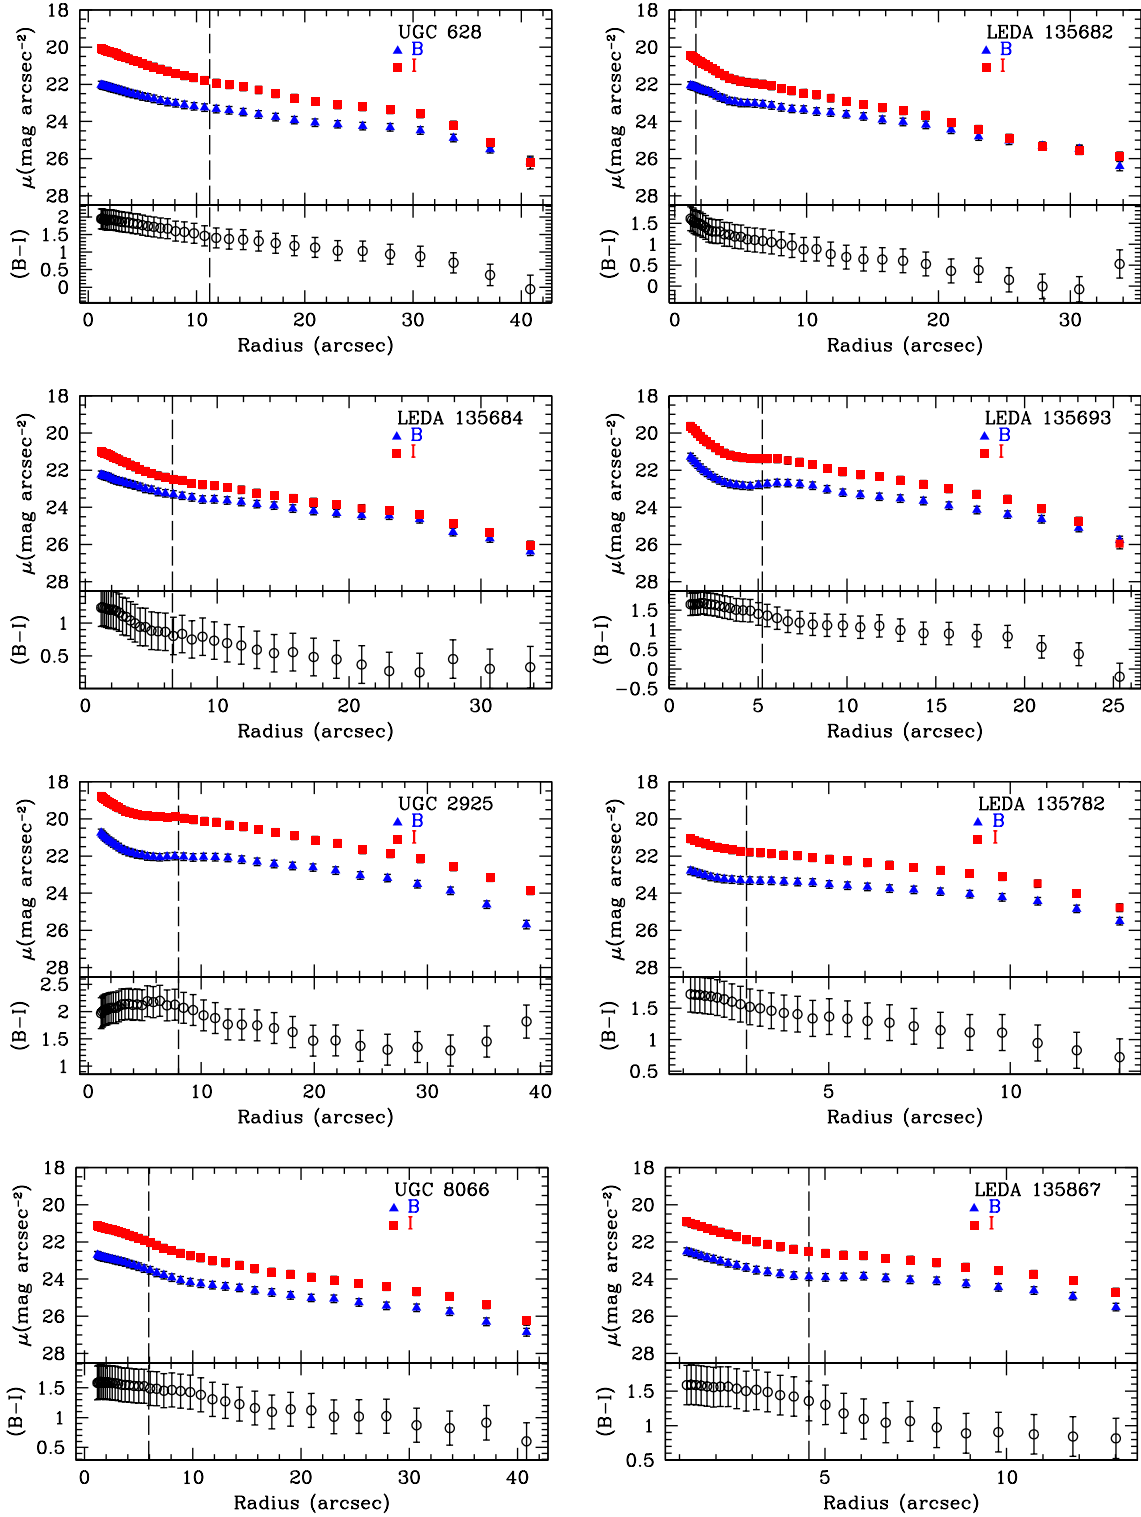 UGC 628
B
I
18
20
22
24
26
28
μ(mag arcsec⁻²)
2
1.5
1
0.5
0
(B−I)
0 10 20 30 40
Radius (arcsec)
LEDA 135682
B
I
18
20
22
24
26
28
μ(mag arcsec⁻²)
1.5
1
0.5
0
(B−I)
0 10 20 30
Radius (arcsec)
LEDA 135684
B
I
18
20
22
24
26
28
μ(mag arcsec⁻²)
1
0.5
(B−I)
0 10 20 30
Radius (arcsec)
LEDA 135693
B
I
18
20
22
24
26
28
μ(mag arcsec⁻²)
1.5
1
0.5
0
−0.5
(B−I)
0 5 10 15 20 25
Radius (arcsec)
UGC 2925
B
I
18
20
22
24
26
28
μ(mag arcsec⁻²)
2.5
2
1.5
1
(B−I)
0 10 20 30 40
Radius (arcsec)
LEDA 135782
B
I
18
20
22
24
26
28
μ(mag arcsec⁻²)
1.5
1
0.5
(B−I)
5 10
Radius (arcsec)
UGC 8066
B
I
18
20
22
24
26
28
μ(mag arcsec⁻²)
1.5
1
0.5
(B−I)
0 10 20 30 40
Radius (arcsec)
LEDA 135867
B
I
18
20
22
24
26
28
μ(mag arcsec⁻²)
1.5
1
0.5
(B−I)
5 10
Radius (arcsec)